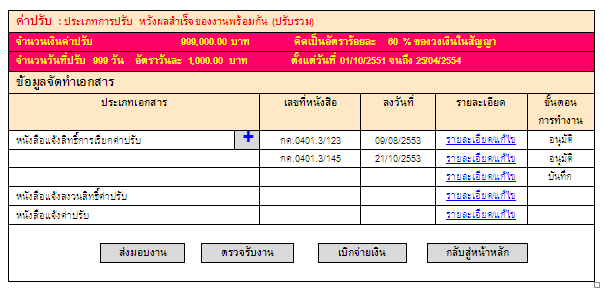 ค่าปรับ : ประเภทการปรับ หวังผลสำเร็จของงานพร้อมกัน (ปรับรวม)
จำนวนเงินค่าปรับ 999,000.00 บาท คิดเป็นอัตราร้อยละ 60 % ของวงเงินในสัญญา
จำนวนวันที่ปรับ 999 วัน อัตราวันละ 1,000.00 บาท ตั้งแต่วันที่ 01/10/2551 จนถึง 25/04/2554
ข้อมูลจัดทำเอกสาร
ประเภทเอกสาร เลขที่หนังสือ ลงวันที่ รายละเอียด ขั้นตอน
การทำงาน
หนังสือแจ้งสิทธิ์การเรียกค่าปรับ + กค.0401.3/123 09/08/2553 รายละเอียด/แก้ไข อนุมัติ
กค.0401.3/145 21/10/2553 รายละเอียด/แก้ไข อนุมัติ
รายละเอียด/แก้ไข บันทึก
หนังสือแจ้งสงวนสิทธิ์ค่าปรับ รายละเอียด/แก้ไข
หนังสือแจ้งค่าปรับ รายละเอียด/แก้ไข
ส่งมอบงาน ตรวจรับงาน เบิกจ่ายเงิน กลับสู่หน้าหลัก